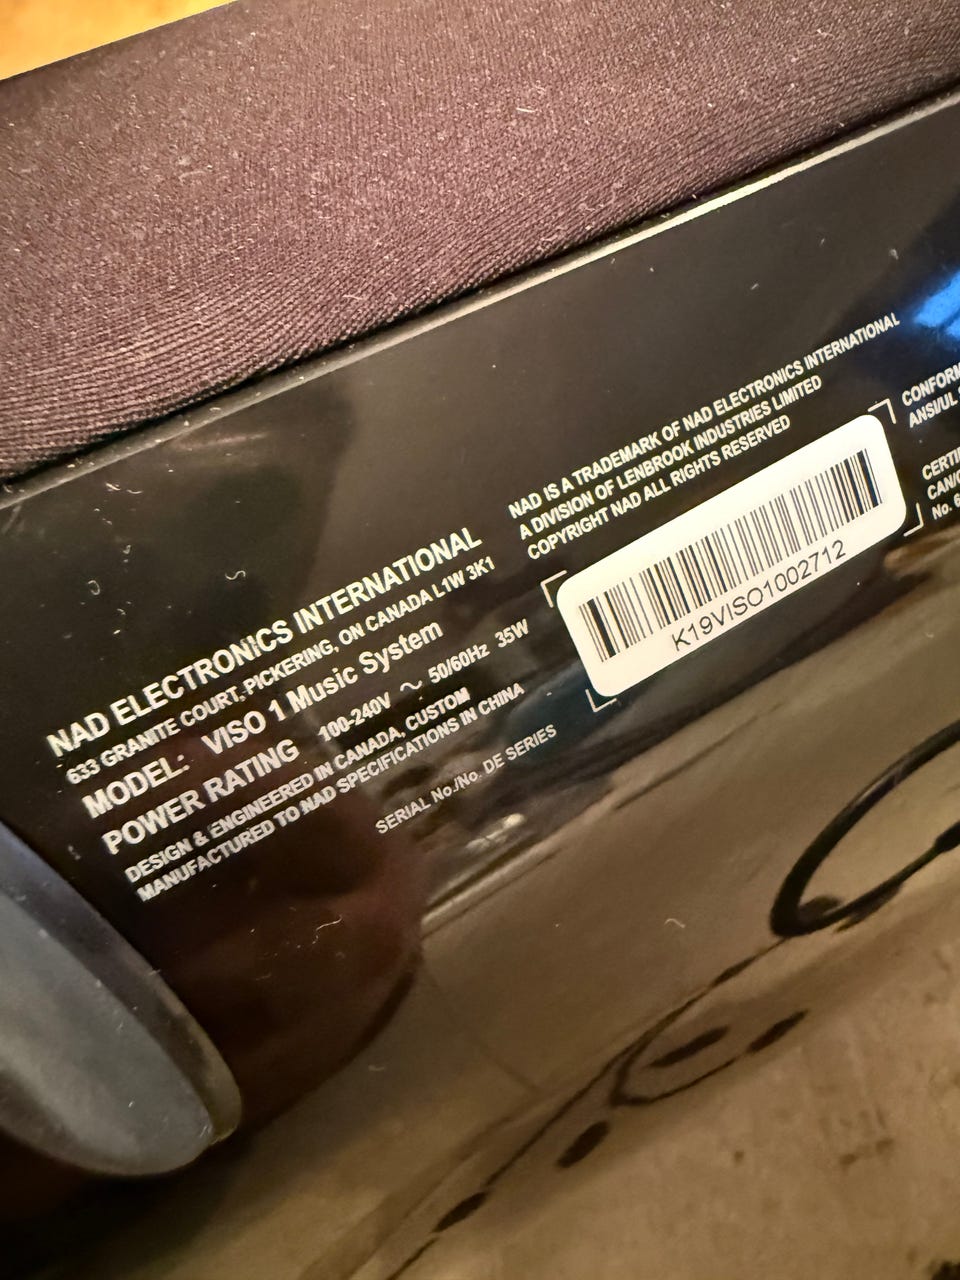 NAD ELECTRONICS INTERNATIONAL
633 GRANITE COURT, PICKERING, ON CANADA L1W 3K1
MODEL: VISO 1 Music System
POWER RATING 100-240V ～ 50/60Hz 35W
DESIGN & ENGINEERED IN CANADA, CUSTOM
MANUFACTURED TO NAD SPECIFICATIONS IN CHINA
SERIAL No./No. DE SERIES
NAD IS A TRADEMARK OF NAD ELECTRONICS INTERNATIONAL
A DIVISION OF LENBROOK INDUSTRIES LIMITED
COPYRIGHT NAD ALL RIGHTS RESERVED
K19VISO1002712
ANSI/UL
No.